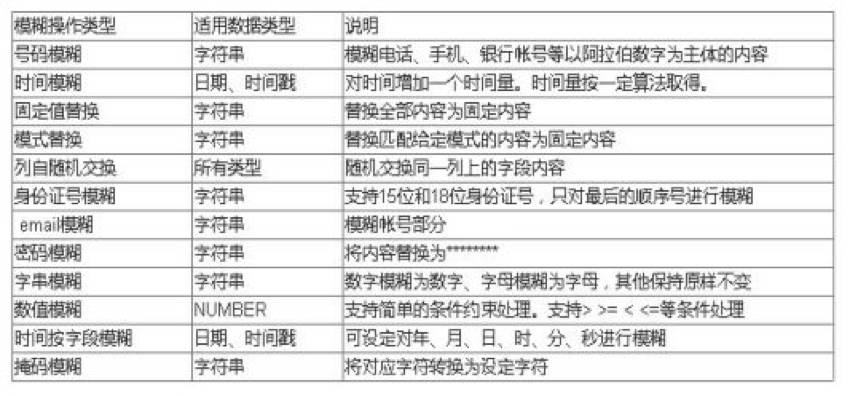 模糊操作类型 适用数据类型 说明
号码模糊 字符串 模糊电话、手机、银行帐号等以阿拉伯数字为主体的内容
时间模糊 日期、时间戳 对时间增加一个时间量。时间量按一定算法取得。
固定值替换 字符串 替换全部内容为固定内容
模式替换 字符串 替换匹配给定模式的内容为固定内容
列自随机交换 所有类型 随机交换同一列上的字段内容
身份证号模糊 字符串 支持15位和18位身份证号，只对最后的顺序号进行模糊
email模糊 字符串 模糊帐号部分
密码模糊 字符串 将内容替换为********
字串模糊 字符串 数字模糊为数字、字母模糊为字母，其他保持原样不变
数值模糊 NUMBER 支持简单的条件约束处理。支持> >= < <=等条件处理
时间按字段模糊 日期、时间戳 可设定对年、月、日、时、分、秒进行模糊
掩码模糊 字符串 将对应字符转换为设定字符